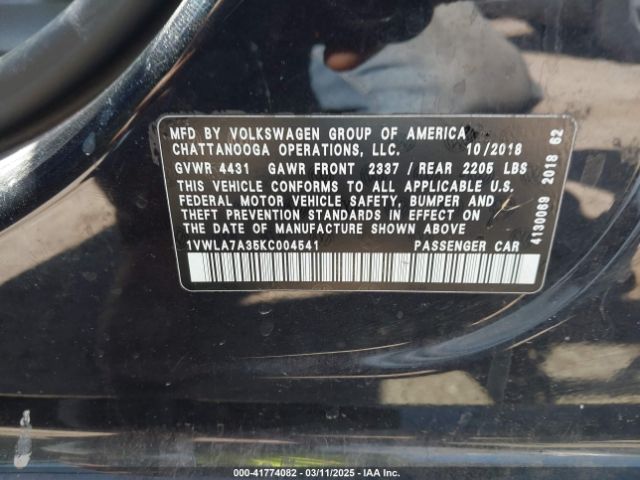 MFD BY VOLKSWAGEN GROUP OF AMERICA
CHATTANOOGA OPERATIONS, LLC. 10/2018
GVWR 4431 GAWR FRONT 2337 / REAR 2205 LBS
THIS VEHICLE CONFORMS TO ALL APPLICABLE U.S.
FEDERAL MOTOR VEHICLE SAFETY, BUMPER AND
THEFT PREVENTION STANDARDS IN EFFECT ON
THE DATE OF MANUFACTURE SHOWN ABOVE
1VWLA7A35KC004541 PASSENGER CAR
4130069 2018 62
000-41774082 - 03/11/2025 - IAA Inc.